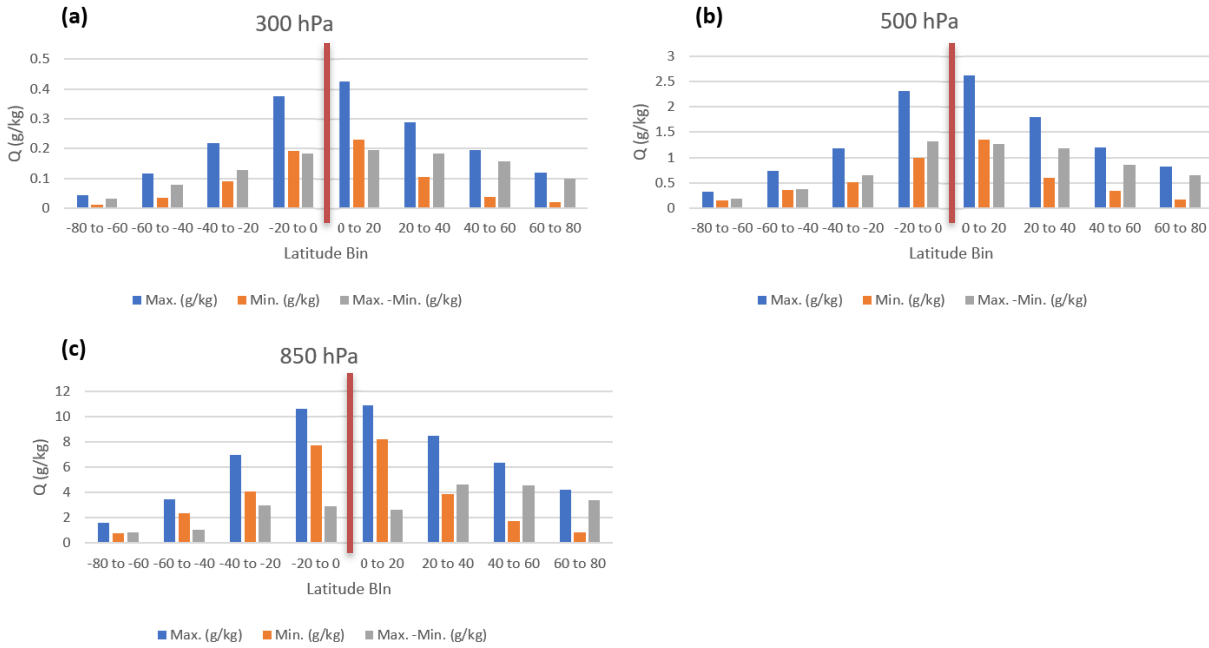 (a)
300 hPa
0.5
0.4
0.3
0.2
0.1
0
Q (g/kg)
-80 to -60 -60 to -40 -40 to -20 -20 to 0 0 to 20 20 to 40 40 to 60 60 to 80
Latitude Bin
Max. (g/kg) Min. (g/kg) Max. -Min. (g/kg)
(b)
500 hPa
3
2.5
2
1.5
1
0.5
0
Q (g/kg)
-80 to -60 -60 to -40 -40 to -20 -20 to 0 0 to 20 20 to 40 40 to 60 60 to 80
Latitude Bin
Max. (g/kg) Min. (g/kg) Max. -Min. (g/kg)
(c)
850 hPa
12
10
8
6
4
2
0
Q (g/kg)
-80 to -60 -60 to -40 -40 to -20 -20 to 0 0 to 20 20 to 40 40 to 60 60 to 80
Latitude BIn
Max. (g/kg) Min. (g/kg) Max. -Min. (g/kg)